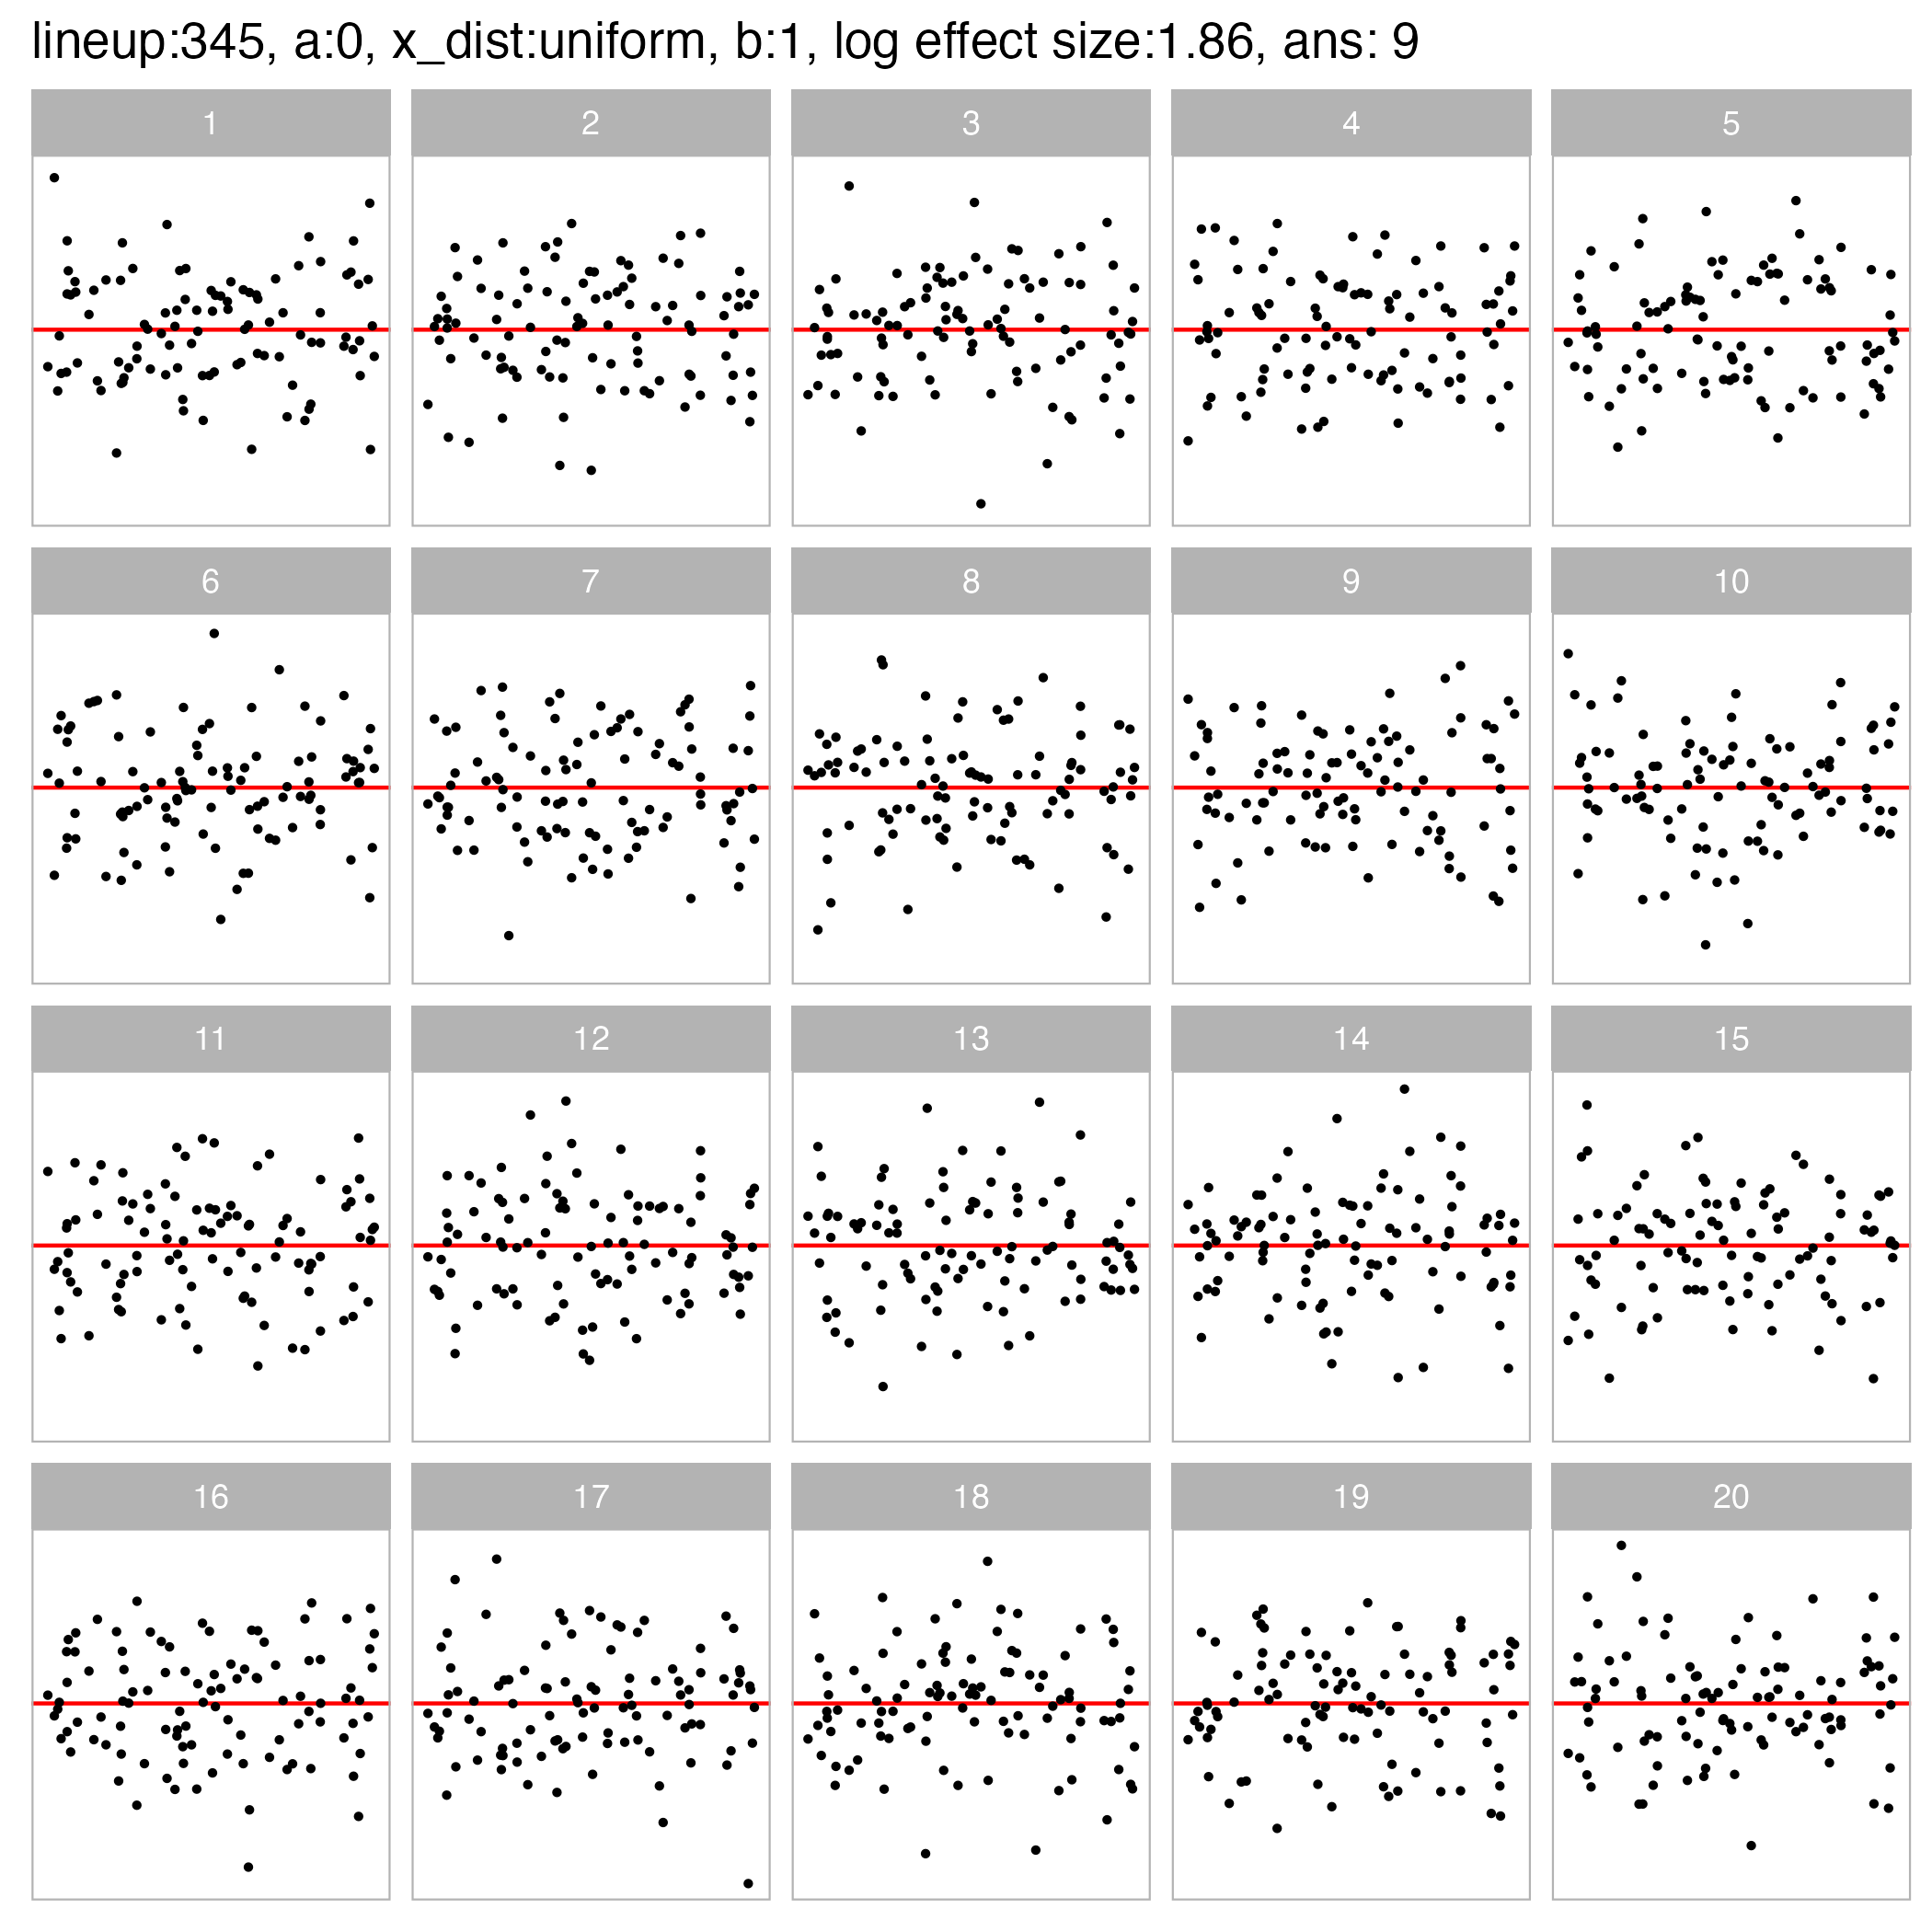 lineup:345, a:0, x_dist:uniform, b:1, log effect size:1.86, ans: 9
1 2 3 4 5
6 7 8 9 10
11 12 13 14 15
16 17 18 19 20